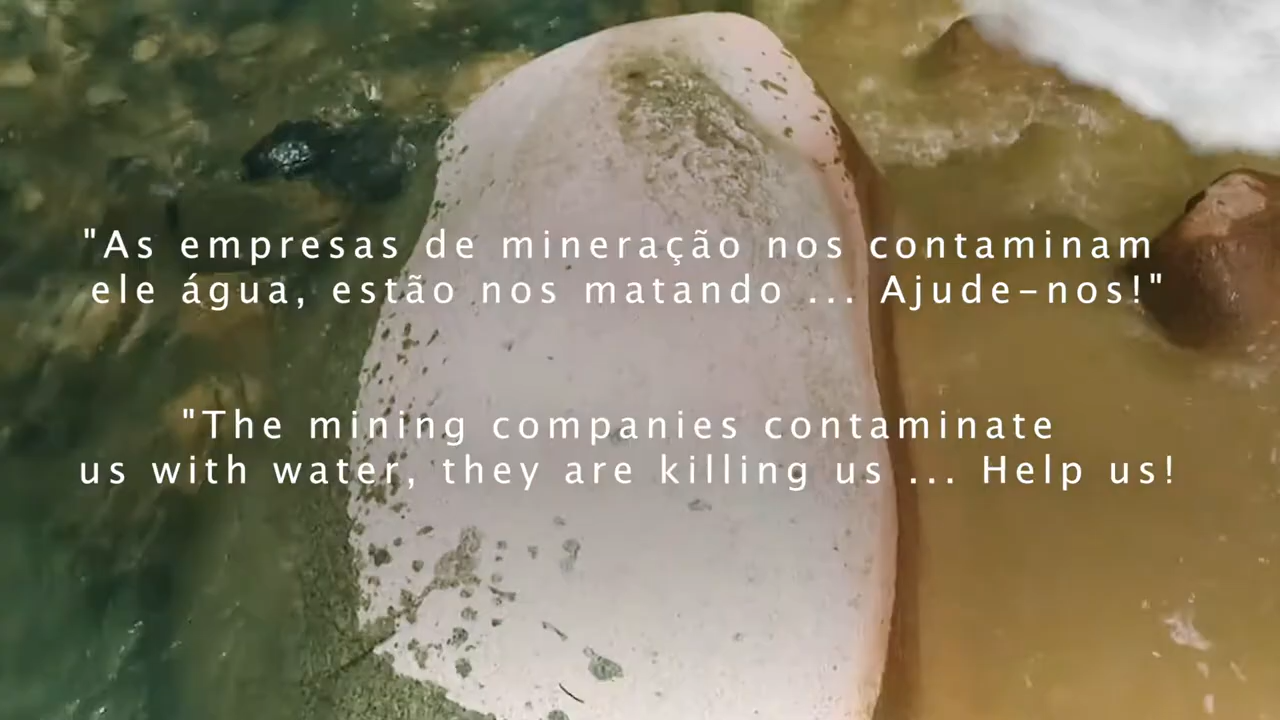 "As empresas de mineração nos contaminam
ele água, estão nos matando ... Ajude-nos!"
"The mining companies contaminate
us with water, they are killing us ... Help us!